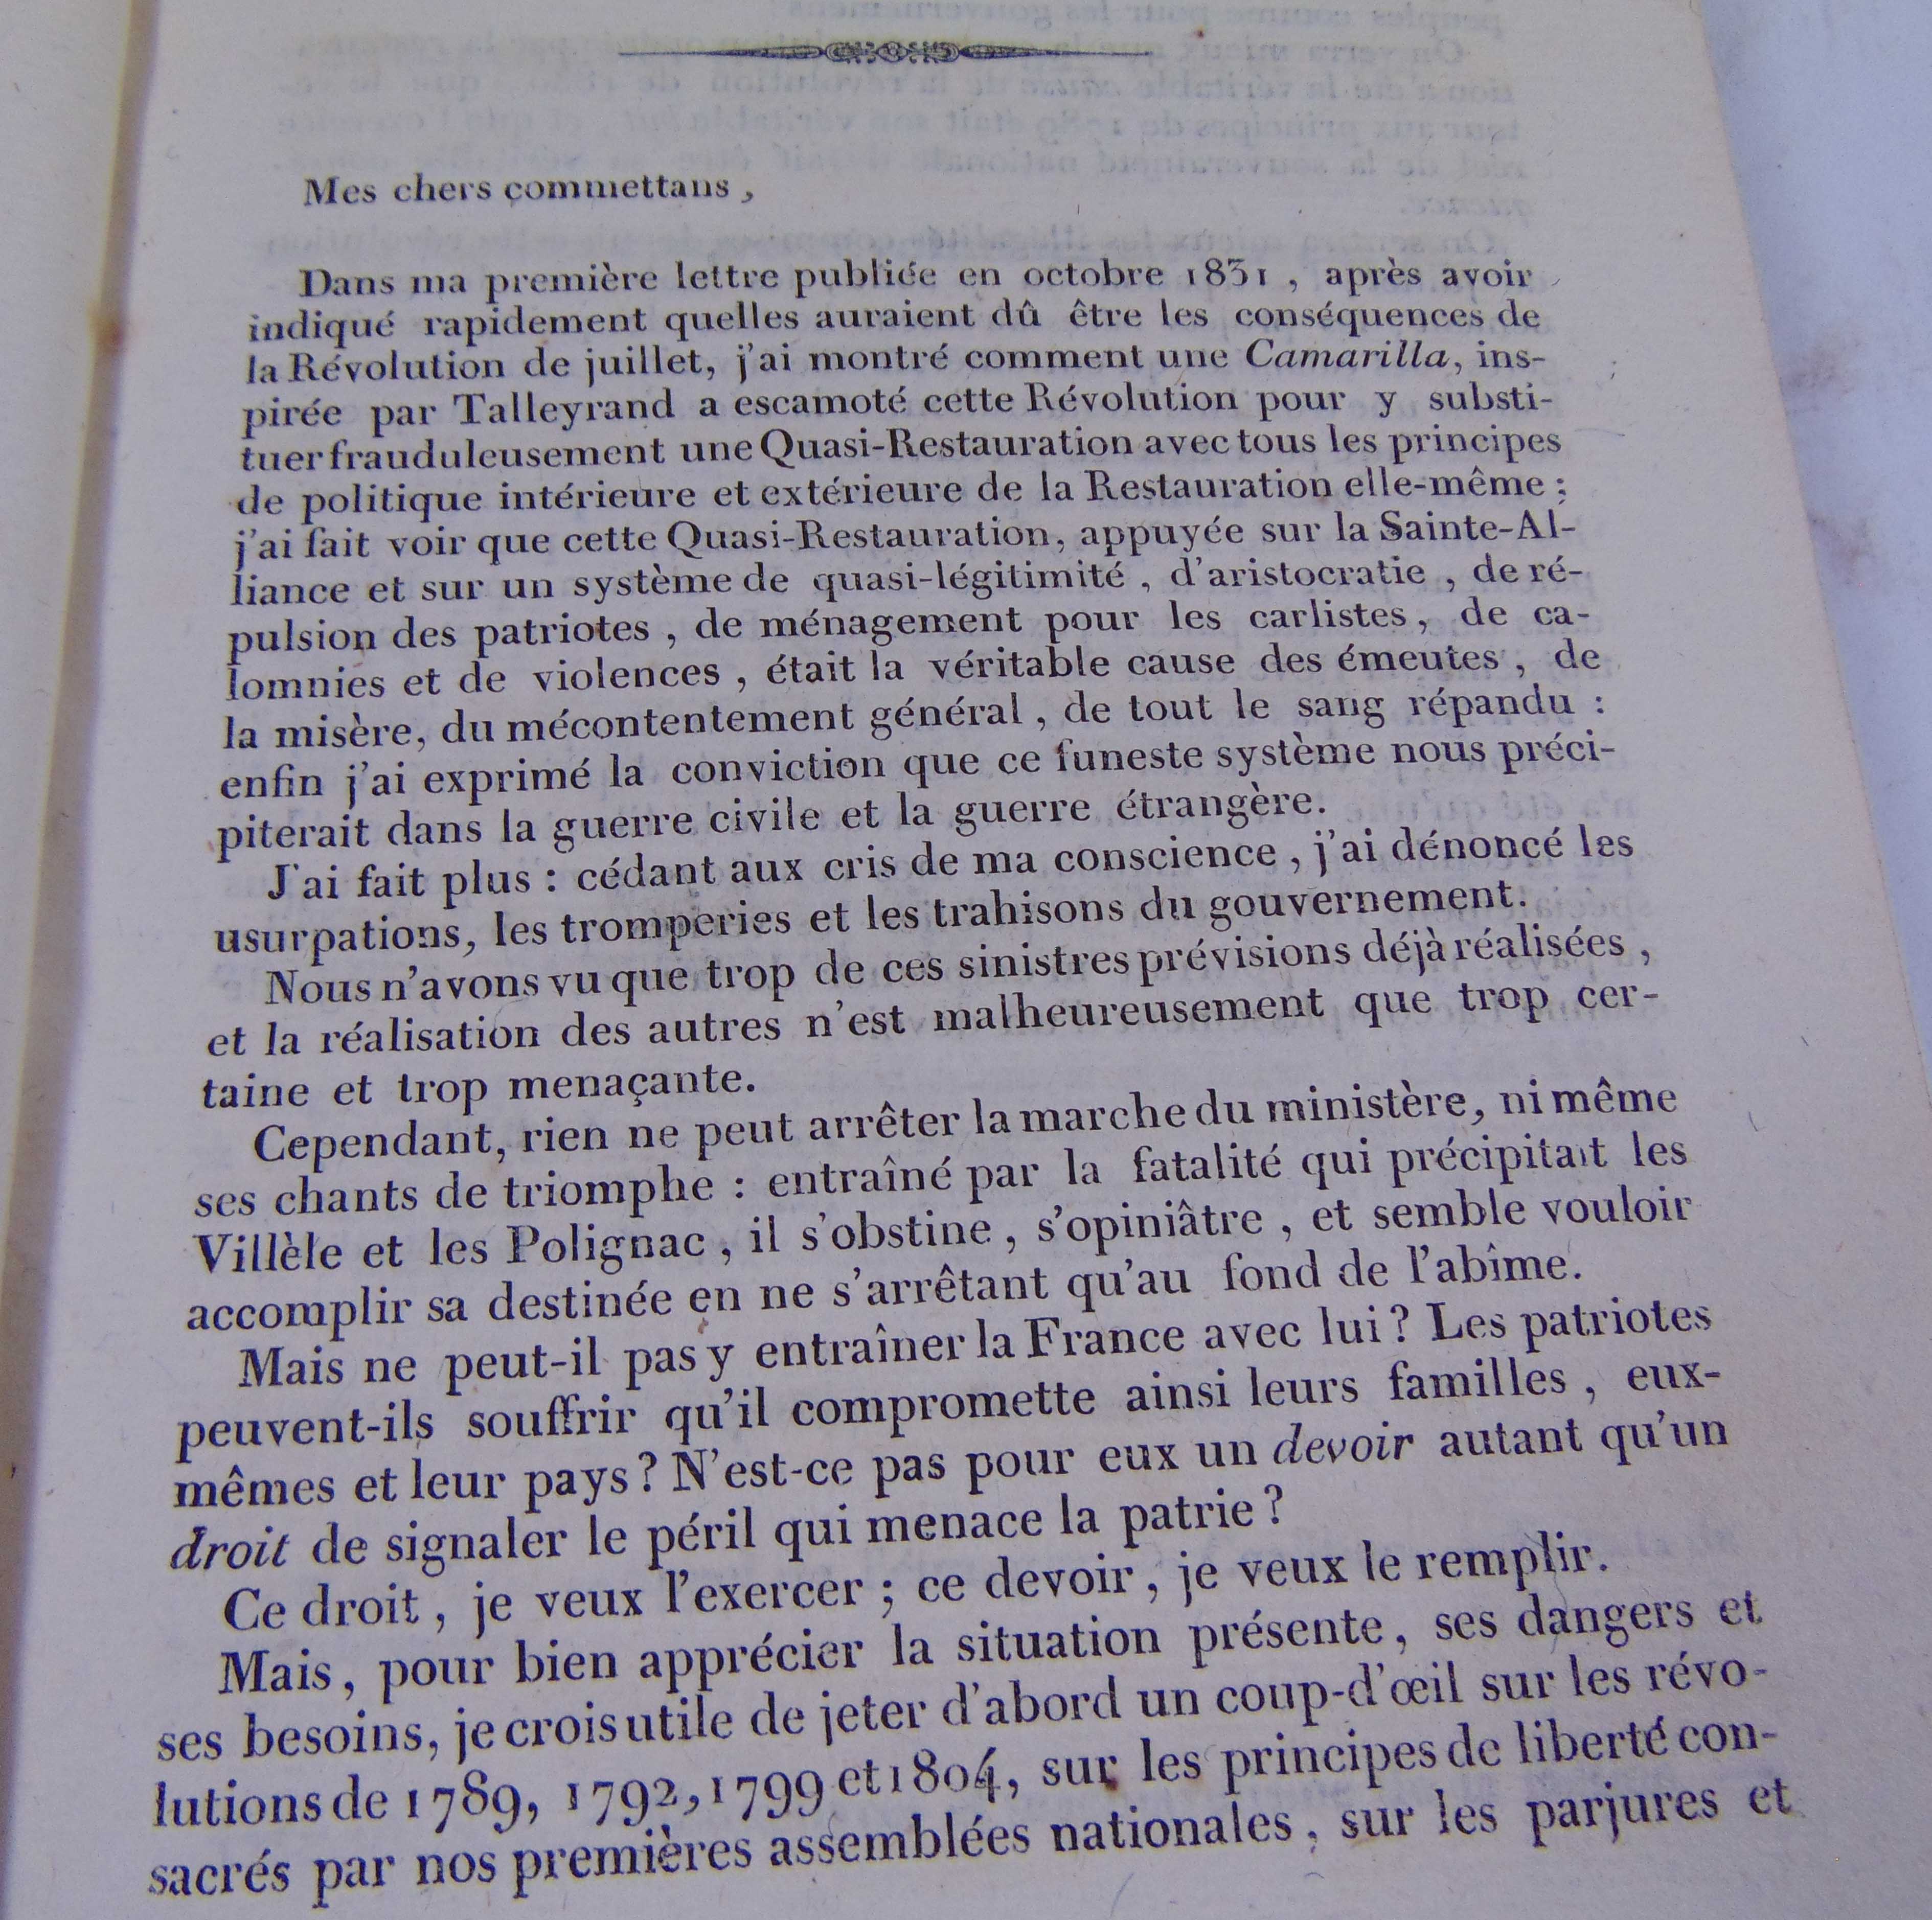 Mes chers commettans ,
Dans ma première lettre publiée en octobre 1831 , après avoir
indiqué rapidement quelles auraient dû être les conséquences de
la Révolution de juillet, j'ai montré comment une Camarilla, ins-
pirée par Talleyrand a escamoté cette Révolution pour y substi-
tuer frauduleusement une Quasi-Restauration avec tous les principes
de politique intérieure et extérieure de la Restauration elle-même ;
j'ai fait voir que cette Quasi-Restauration, appuyée sur la Sainte-Al-
liance et sur un système de quasi-légitimité , d'aristocratie , de ré-
pulsion des patriotes , de ménagement pour les carlistes, de ca-
lomnies et de violences , était la véritable cause des émeutes , de
la misère, du mécontentement général , de tout le sang répandu :
enfin j'ai exprimé la conviction que ce funeste système nous préci-
piterait dans la guerre civile et la guerre étrangère.
J'ai fait plus : cédant aux cris de ma conscience , j'ai dénoncé les
usurpations, les tromperies et les trahisons du gouvernement.
Nous n'avons vu que trop de ces sinistres prévisions déjà réalisées ,
et la réalisation des autres n'est malheureusement que trop cer-
taine et trop menaçante.
Cependant, rien ne peut arrêter la marche du ministère, ni même
ses chants de triomphe : entraîné par la fatalité qui précipitait les
Villèle et les Polignac , il s'obstine , s'opiniâtre , et semble vouloir
accomplir sa destinée en ne s'arrêtant qu'au fond de l'abîme.
Mais ne peut-il pas y entraîner la France avec lui ? Les patriotes
peuvent-ils souffrir qu'il compromette ainsi leurs familles , eux-
mêmes et leur pays ? N'est-ce pas pour eux un devoir autant qu'un
droit de signaler le péril qui menace la patrie ?
Ce droit , je veux l'exercer ; ce devoir , je veux le remplir.
Mais , pour bien apprécier la situation présente, ses dangers et
ses besoins, je crois utile de jeter d'abord un coup-d'œil sur les révo-
lutions de 1789, 1792, 1799 et 1804, sur les principes de liberté con-
sacrés par nos premières assemblées nationales , sur les parjures et